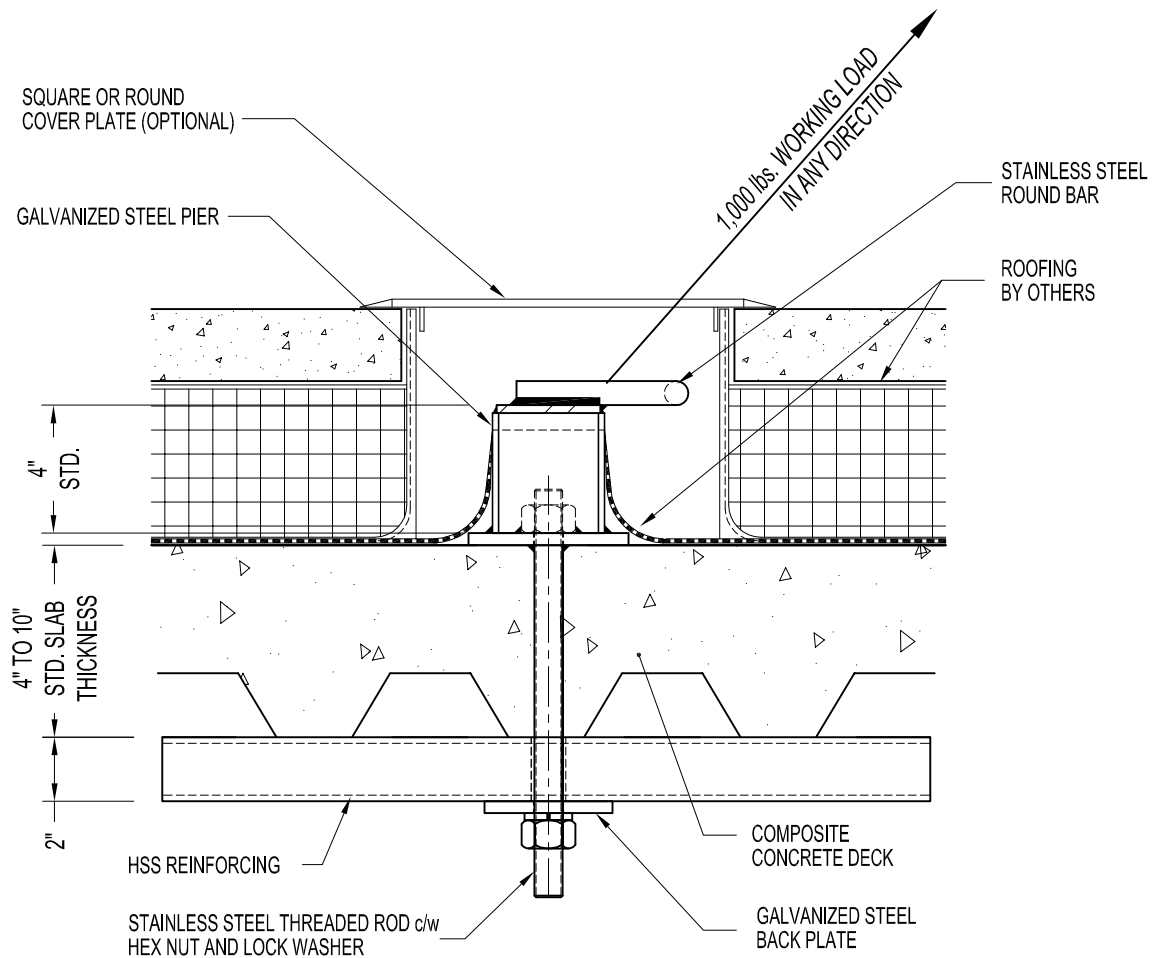 SQUARE OR ROUND
COVER PLATE (OPTIONAL)
GALVANIZED STEEL PIER
1,000 lbs. WORKING LOAD
IN ANY DIRECTION
STAINLESS STEEL
ROUND BAR
ROOFING
BY OTHERS
4"
STD.
4" TO 10"
STD. SLAB
THICKNESS
2"
HSS REINFORCING
STAINLESS STEEL THREADED ROD c/w
HEX NUT AND LOCK WASHER
COMPOSITE
CONCRETE DECK
GALVANIZED STEEL
BACK PLATE